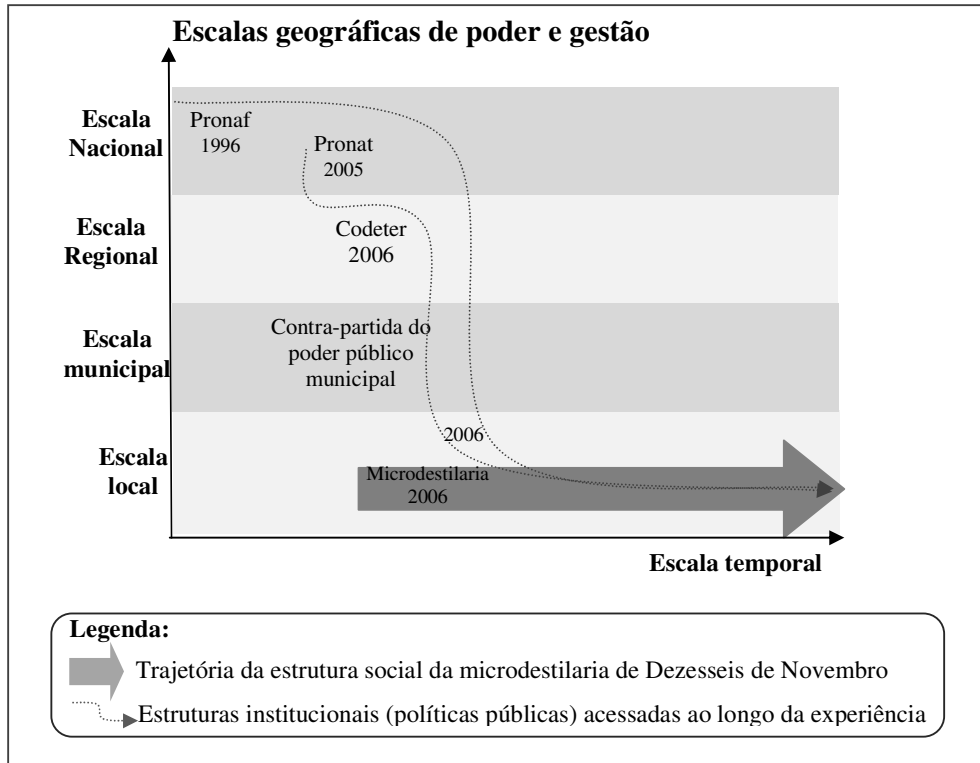 Escalas geográficas de poder e gestão
Escala
Nacional
Pronaf
1996
Pronat
2005
Escala
Regional
Codeter
2006
Escala
municipal
Contra-partida do
poder público
municipal
Escala
local
2006
Microdestilaria
2006
Escala temporal
Legenda:
Trajetória da estrutura social da microdestilaria de Dezesseis de Novembro
Estruturas institucionais (políticas públicas) acessadas ao longo da experiência